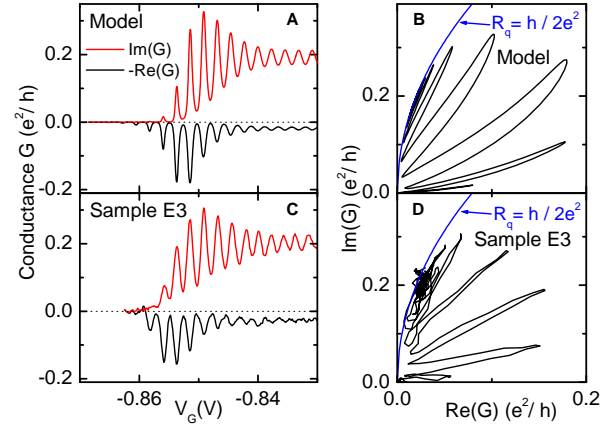 Model
A
Im(G)
-Re(G)
0.2
0.0
-0.2
B
R_q = h / 2e²
Model
0.2
0.0
Sample E3
C
0.2
0.0
-0.2
-0.86
-0.84
V_G(V)
Conductance G (e²/ h)
D
R_q = h / 2e²
Sample E3
0.2
0.0
0.0
0.2
Re(G) (e²/ h)
Im(G) (e²/ h)